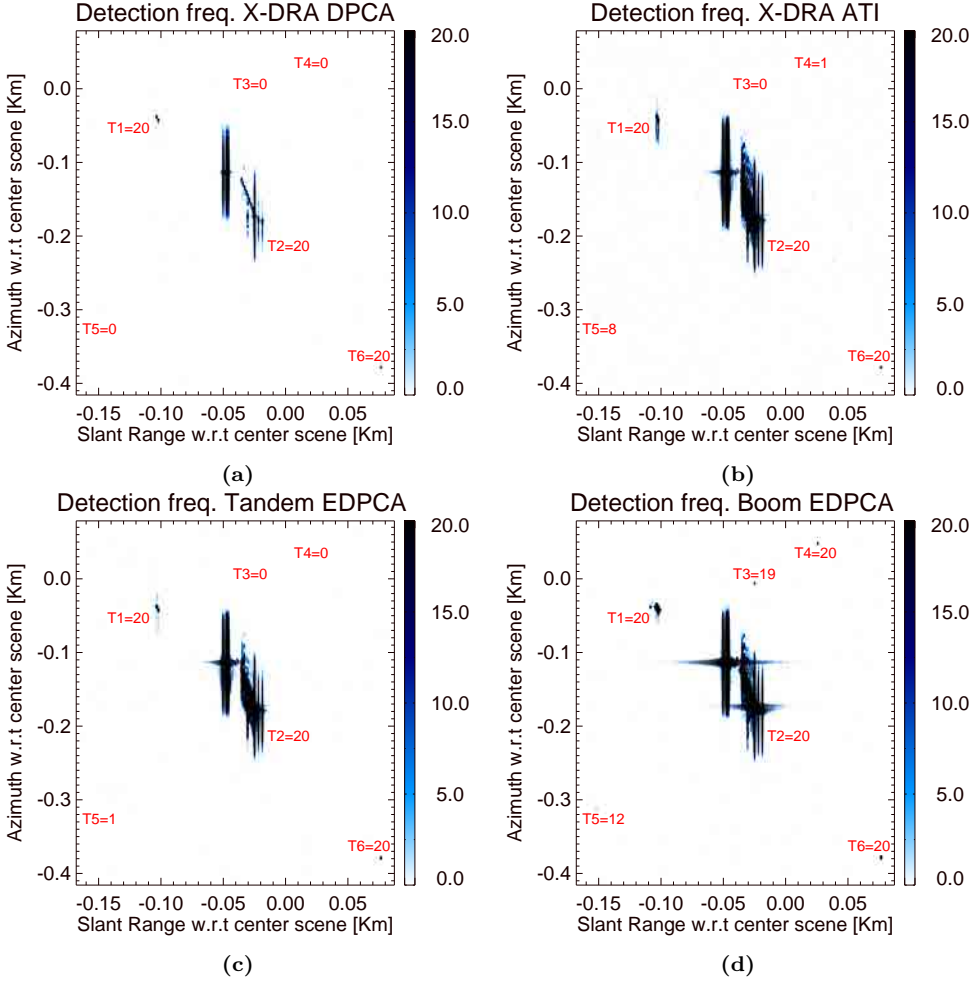 Detection freq. X-DRA DPCA
Azimuth w.r.t center scene [Km]
0.0
-0.1
-0.2
-0.3
-0.4
T4=0
T3=0
T1=20
T2=20
T5=0
T6=20
20.0
15.0
10.0
5.0
0.0
-0.15 -0.10 -0.05 0.00 0.05
Slant Range w.r.t center scene [Km]
(a)
Detection freq. X-DRA ATI
Azimuth w.r.t center scene [Km]
0.0
-0.1
-0.2
-0.3
-0.4
T4=1
T3=0
T1=20
T2=20
T5=8
T6=20
20.0
15.0
10.0
5.0
0.0
-0.15 -0.10 -0.05 0.00 0.05
Slant Range w.r.t center scene [Km]
(b)
Detection freq. Tandem EDPCA
Azimuth w.r.t center scene [Km]
0.0
-0.1
-0.2
-0.3
-0.4
T4=0
T3=0
T1=20
T2=20
T5=1
T6=20
20.0
15.0
10.0
5.0
0.0
-0.15 -0.10 -0.05 0.00 0.05
Slant Range w.r.t center scene [Km]
(c)
Detection freq. Boom EDPCA
Azimuth w.r.t center scene [Km]
0.0
-0.1
-0.2
-0.3
-0.4
T4=20
T3=19
T1=20
T2=20
T5=12
T6=20
20.0
15.0
10.0
5.0
0.0
-0.15 -0.10 -0.05 0.00 0.05
Slant Range w.r.t center scene [Km]
(d)